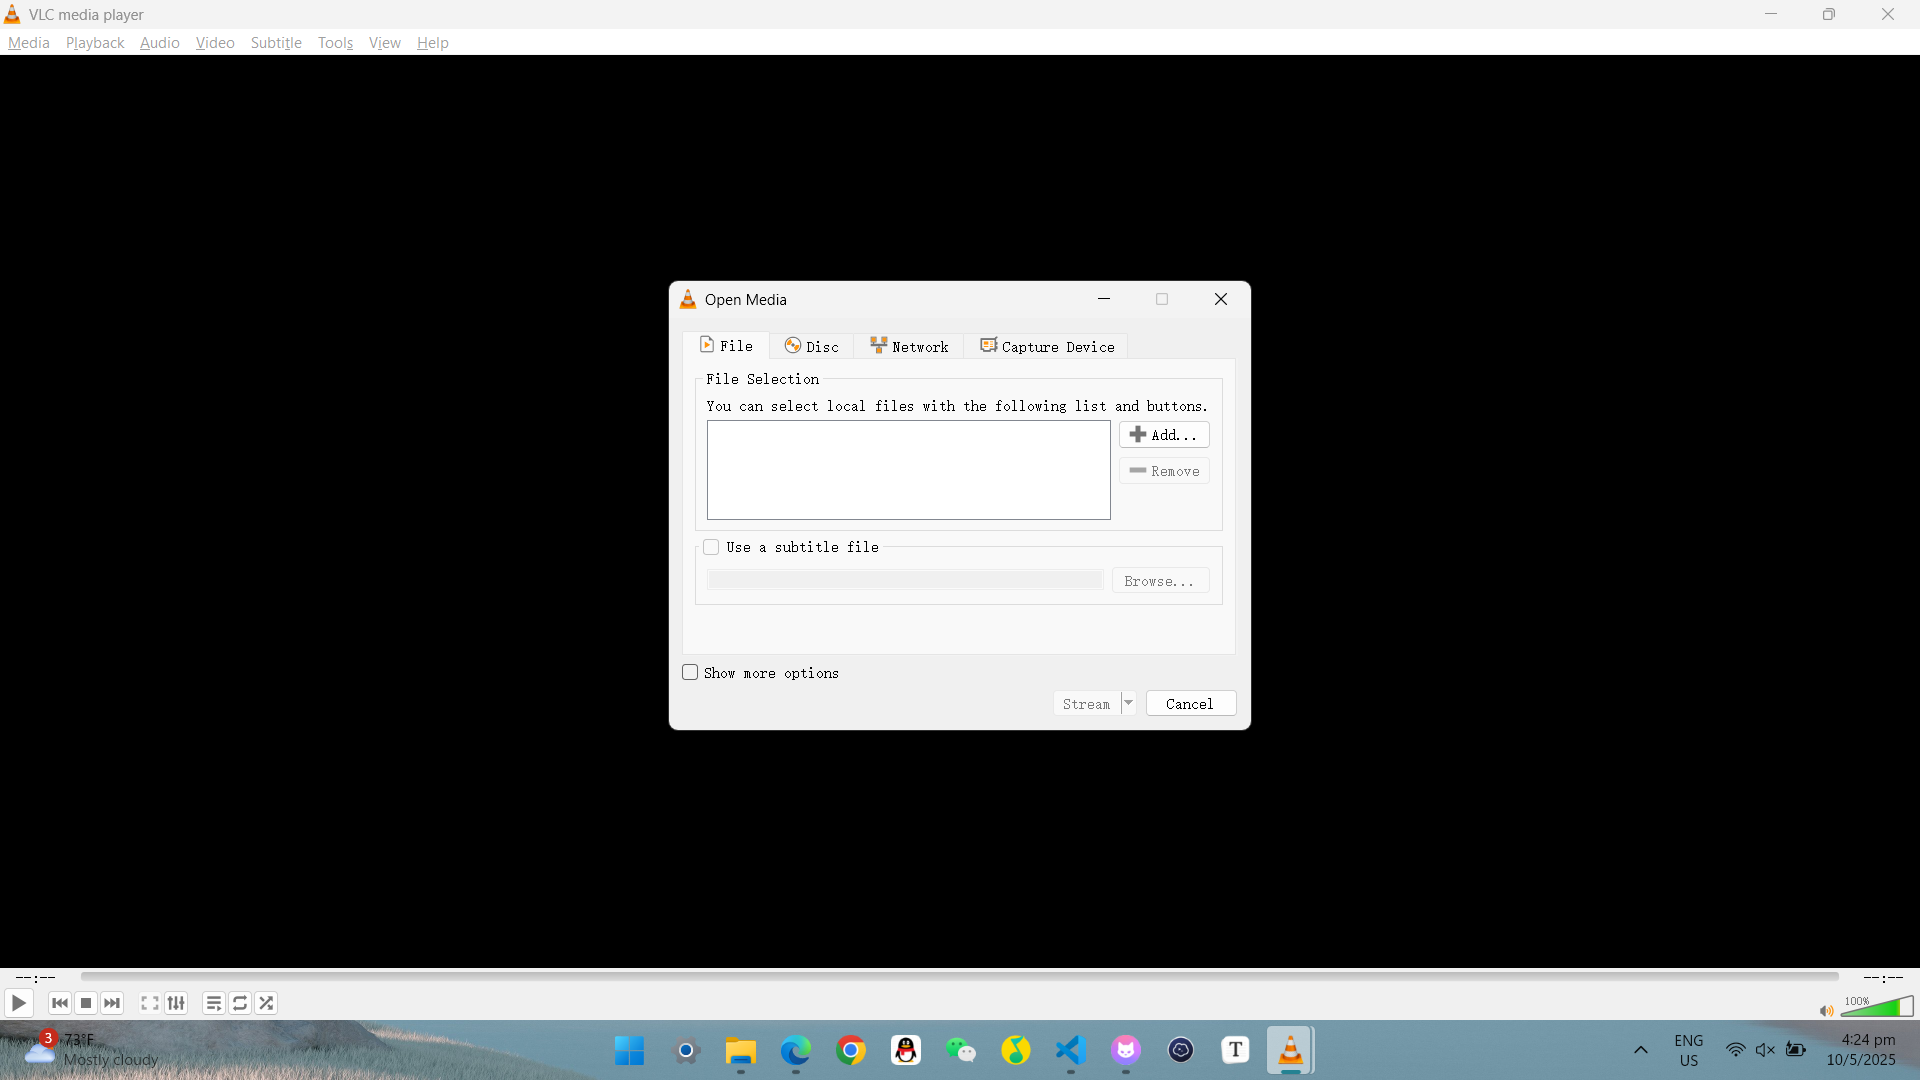 VLC media player
Media Playback Audio Video Subtitle Tools View Help
Open Media
File Disc Network Capture Device
File Selection
You can select local files with the following list and buttons.
Add...
Remove
Use a subtitle file
Browse...
Show more options
Stream Cancel
--:-- --:--
100%
3
73°F
Mostly cloudy
T
ENG
US
4:24 pm
10/5/2025